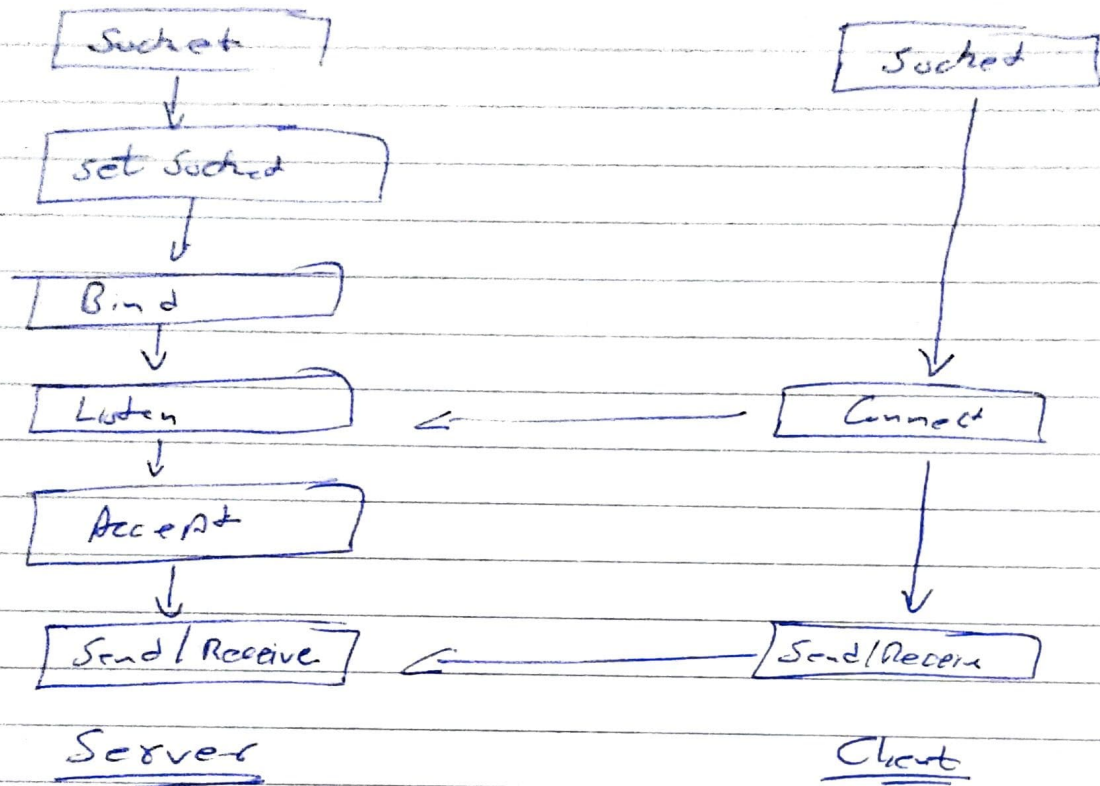 Socket
Socket
set Socket
Bind
Listen
Connect
Accept
Send/Receive
Send/Receive
Server
Client